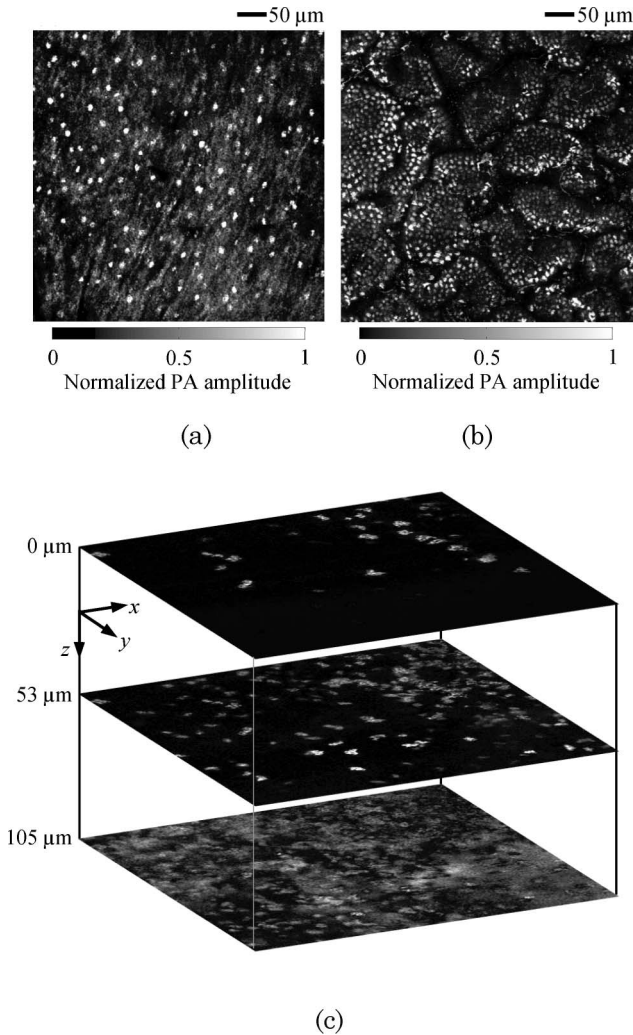 50 µm 50 µm
0 0.5 1 0 0.5 1
Normalized PA amplitude Normalized PA amplitude
(a) (b)
0 µm
x
y
z
53 µm
105 µm
(c)